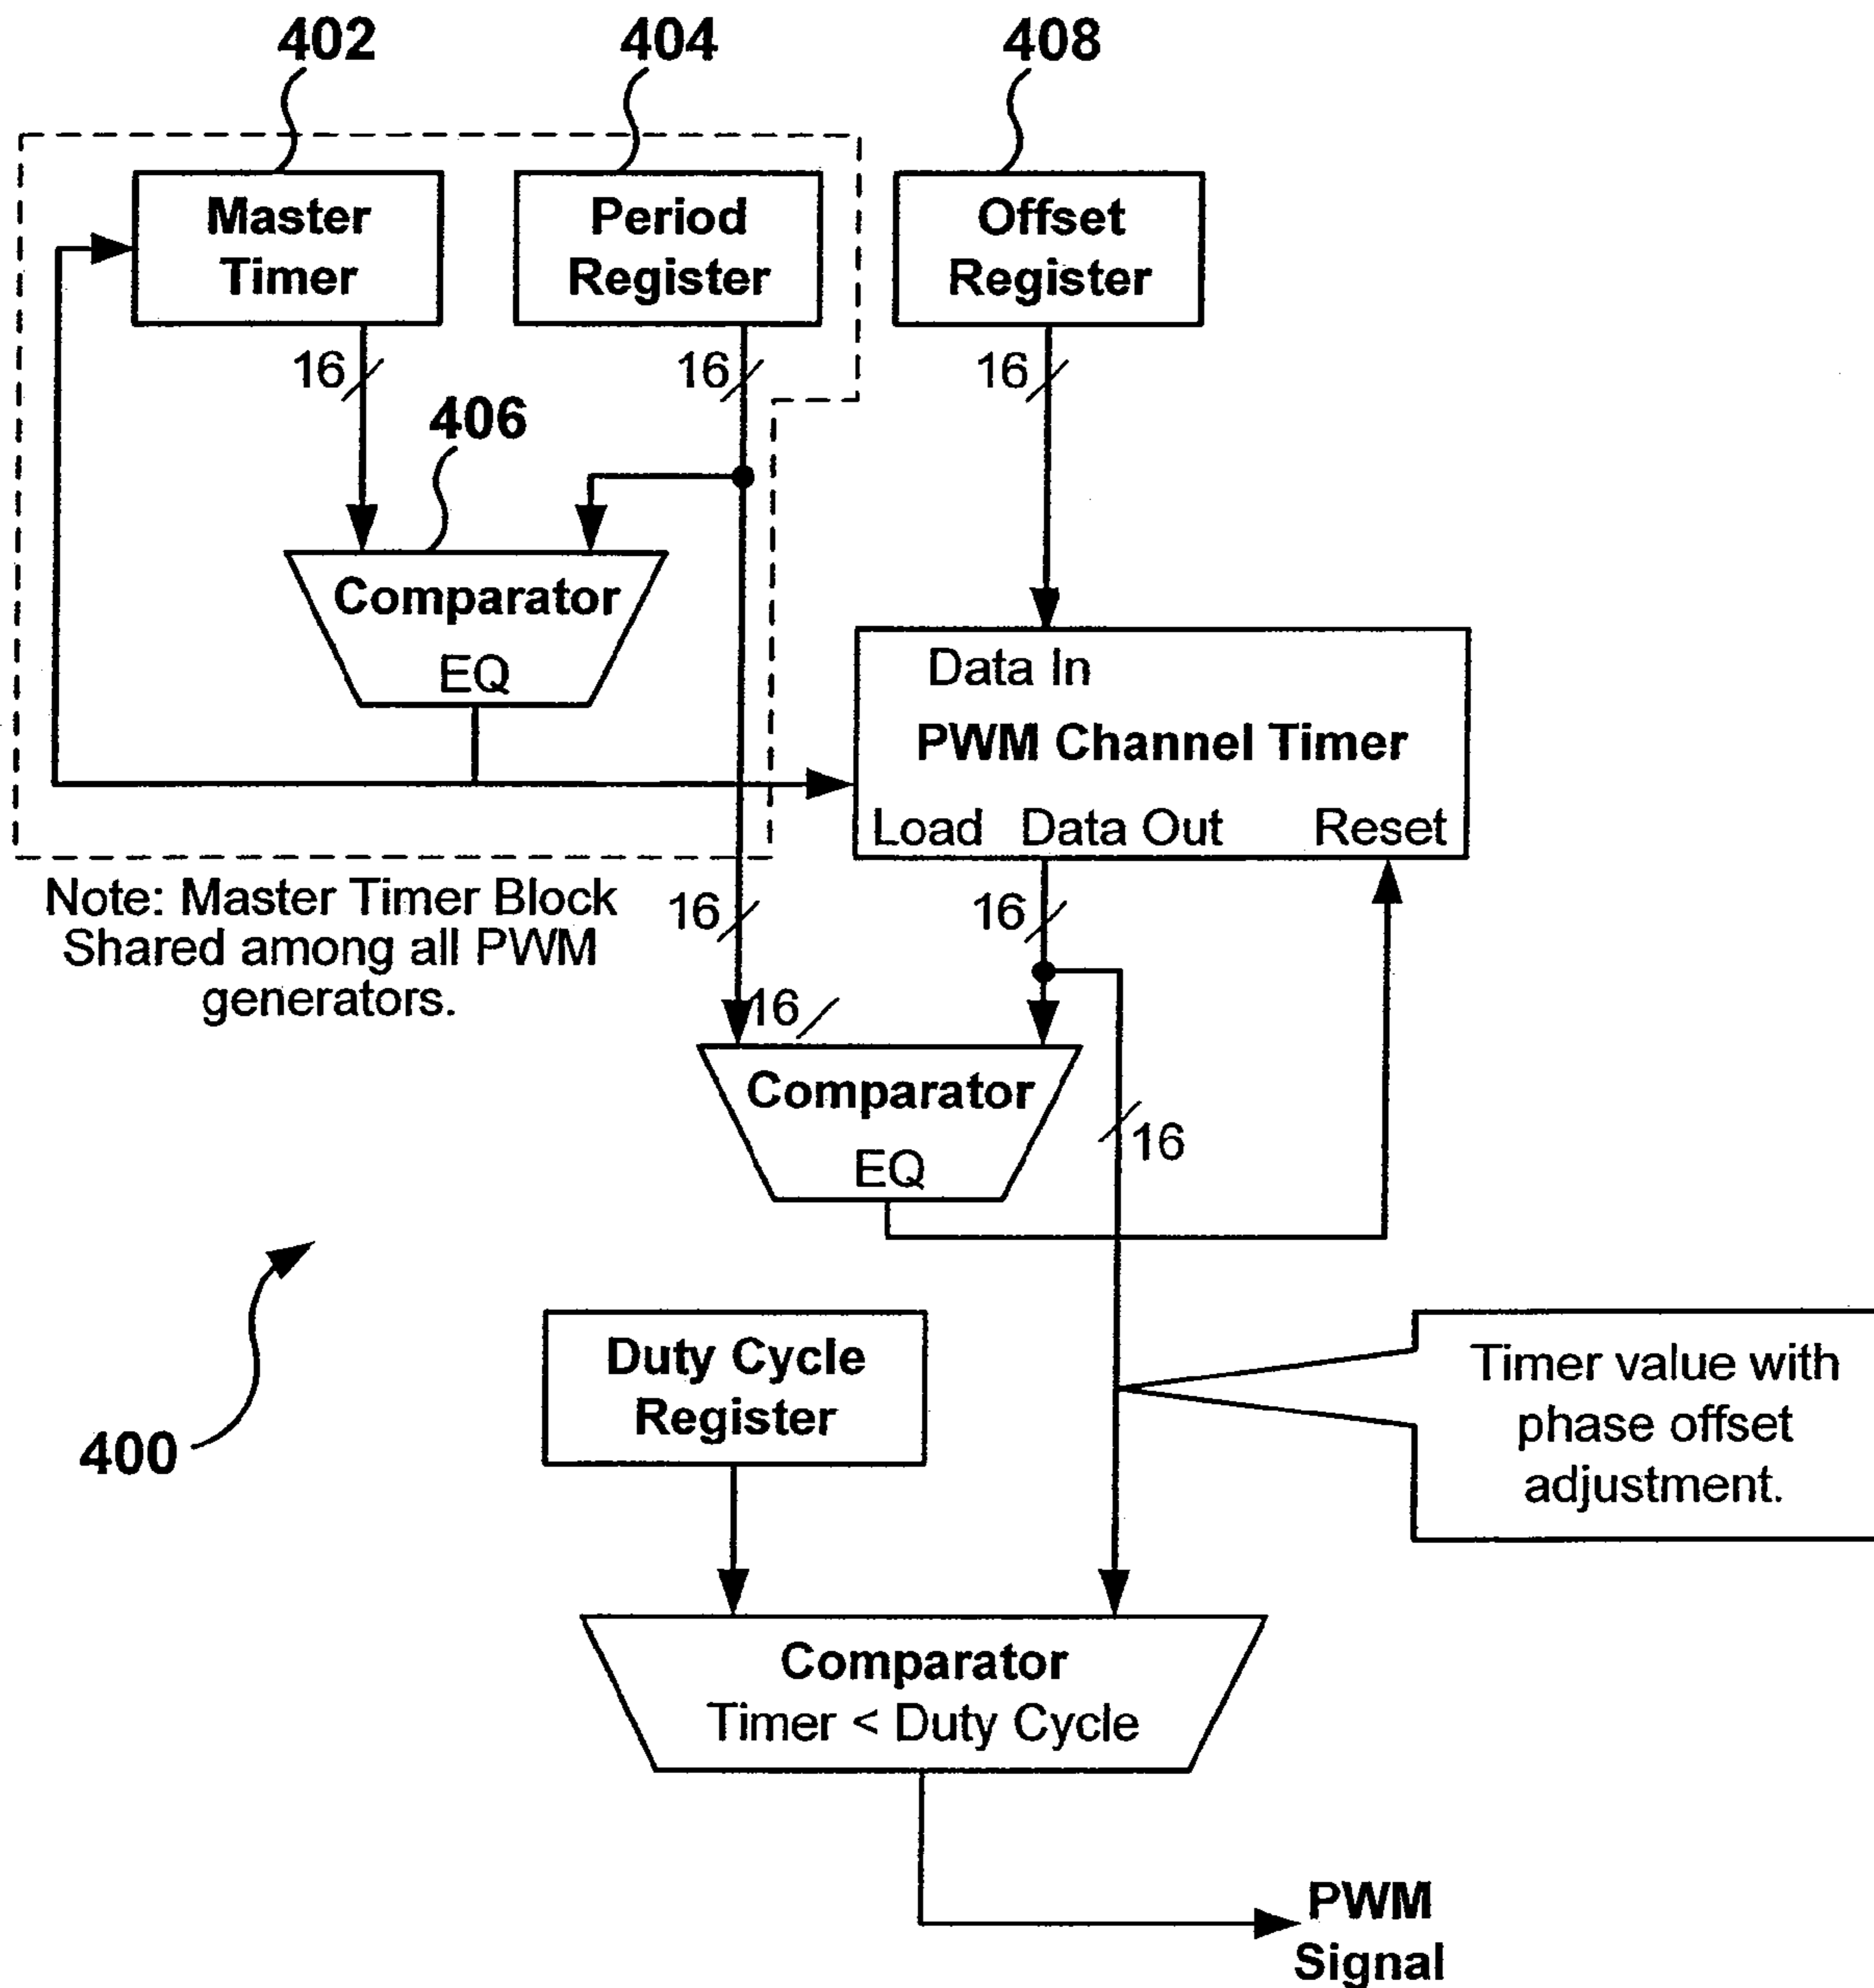 402
404
408
Master
Timer
Period
Register
Offset
Register
16
16
16
406
Comparator
EQ
Data In
PWM Channel Timer
Load Data Out Reset
Note: Master Timer Block
Shared among all PWM
generators.
16
16
16
Comparator
EQ
16
400
Duty Cycle
Register
Timer value with
phase offset
adjustment.
Comparator
Timer < Duty Cycle
PWM
Signal